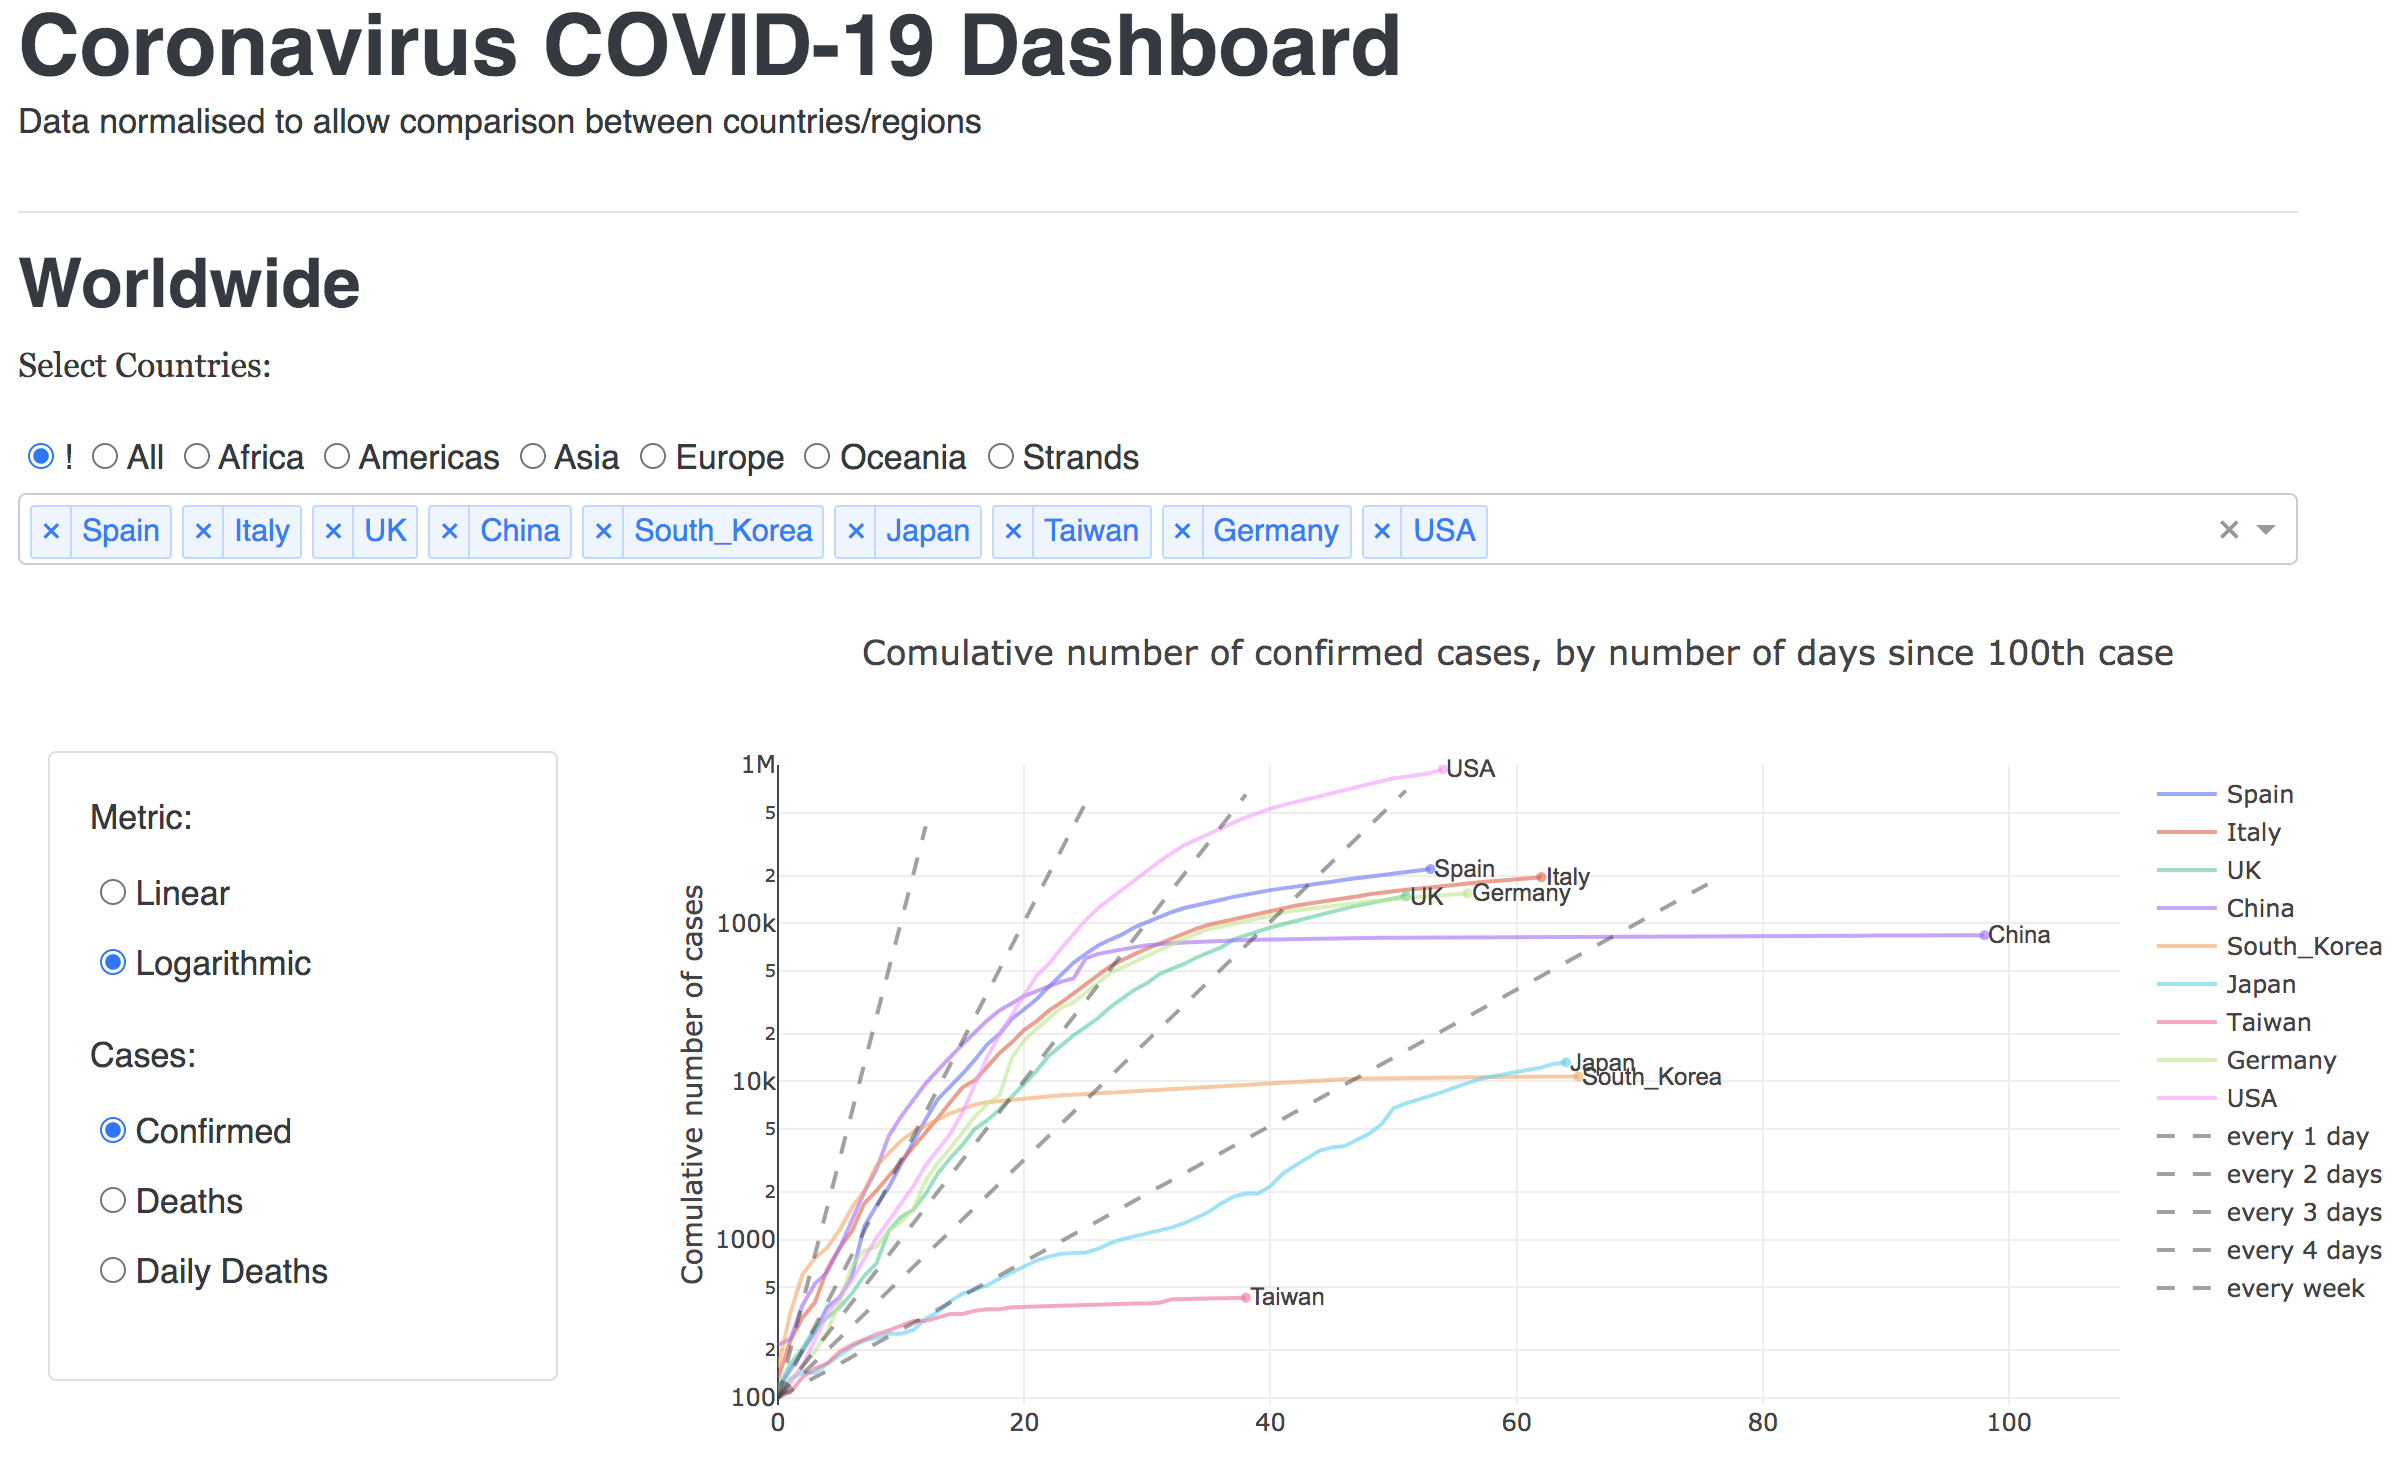 Coronavirus COVID-19 Dashboard
Data normalised to allow comparison between countries/regions
Worldwide
Select Countries:
! All Africa Americas Asia Europe Oceania Strands
× Spain × Italy × UK × China × South_Korea × Japan × Taiwan × Germany × USA ×
Comulative number of confirmed cases, by number of days since 100th case
Metric:
Linear
Logarithmic
Cases:
Confirmed
Deaths
Daily Deaths
Comulative number of cases
1M
5
2
100k
5
2
10k
5
2
1000
5
2
100
0 20 40 60 80 100
USA
Spain
Italy
Germany
UK
China
Japan
South_Korea
Taiwan
Spain
Italy
UK
China
South_Korea
Japan
Taiwan
Germany
USA
every 1 day
every 2 days
every 3 days
every 4 days
every week